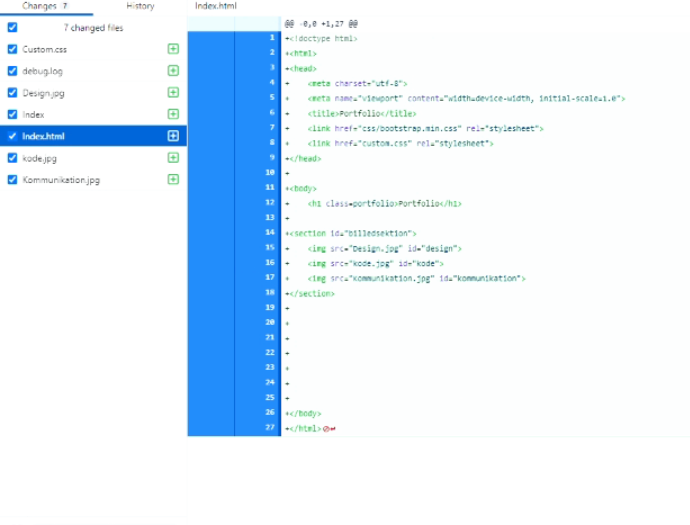 Changes 7 History Index.html
7 changed files
Custom.css
debug.log
Design.jpg
Index
Index.html
kode.jpg
Kommunikation.jpg
@@ -0,0 +1,27 @@
1 +<!doctype html>
2 +<html>
3 +<head>
4 + <meta charset="utf-8">
5 + <meta name="viewport" content="width=device-width, initial-scale=1.0">
6 + <title>Portfolio</title>
7 + <link href="css/bootstrap.min.css" rel="stylesheet">
8 + <link href="custom.css" rel="stylesheet">
9 +</head>
10 +
11 +<body>
12 + <h1 class=portfolio>Portfolio</h1>
13 +
14 +<section id="billedsektion">
15 + <img src="Design.jpg" id="design">
16 + <img src="kode.jpg" id="kode">
17 + <img src="kommunikation.jpg" id="kommunikation">
18 +</section>
19 +
20 +
21 +
22 +
23 +
24 +
25 +
26 +</body>
27 +</html>